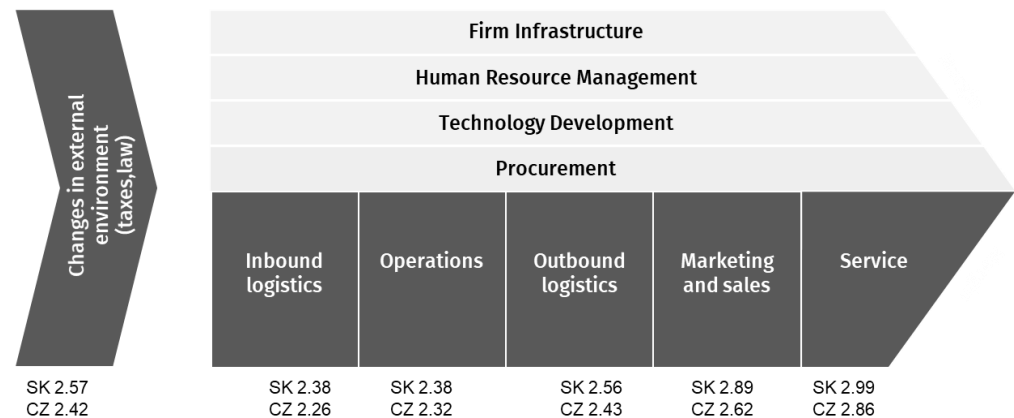 Changes in external
environment
(taxes,law)
Firm Infrastructure
Human Resource Management
Technology Development
Procurement
Inbound
logistics
Operations
Outbound
logistics
Marketing
and sales
Service
SK 2.57
CZ 2.42
SK 2.38
CZ 2.26
SK 2.38
CZ 2.32
SK 2.56
CZ 2.43
SK 2.89
CZ 2.62
SK 2.99
CZ 2.86